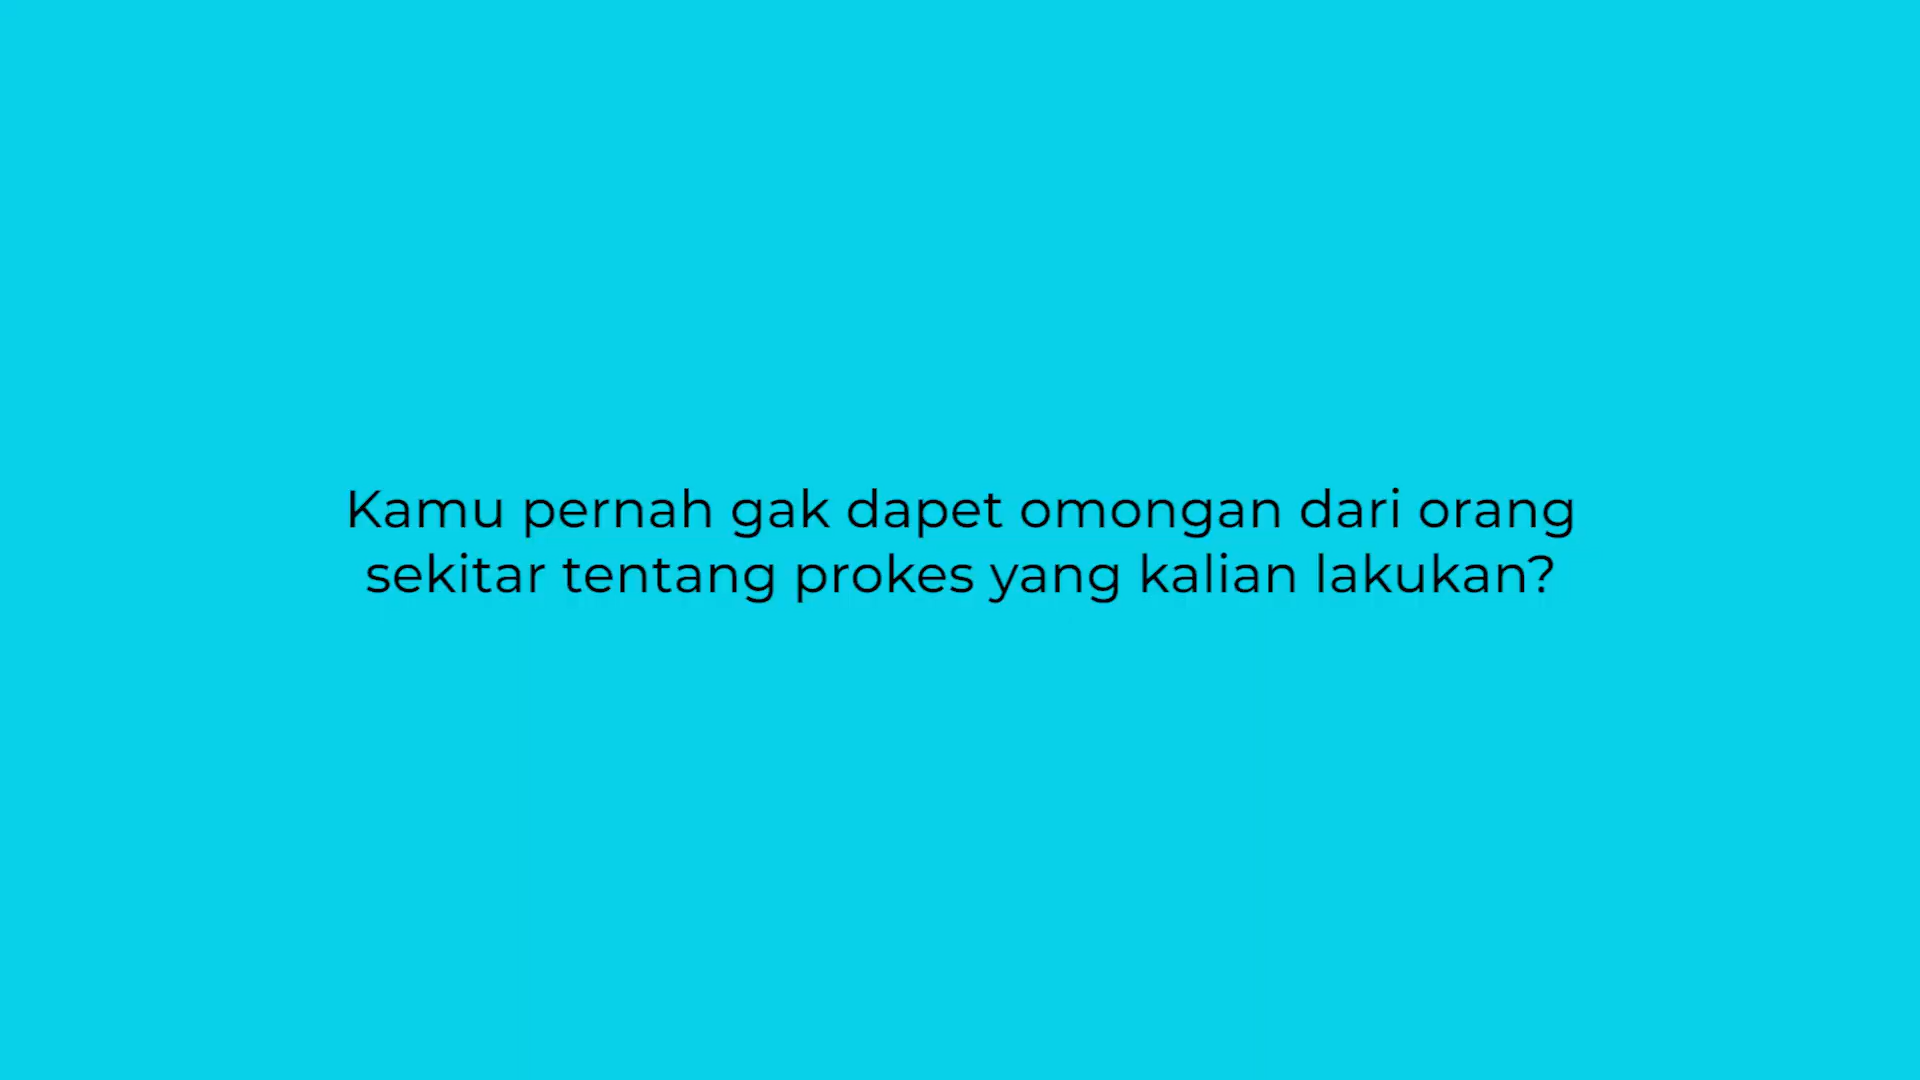 Kamu pernah gak dapet omongan dari orang
sekitar tentang prokes yang kalian lakukan?